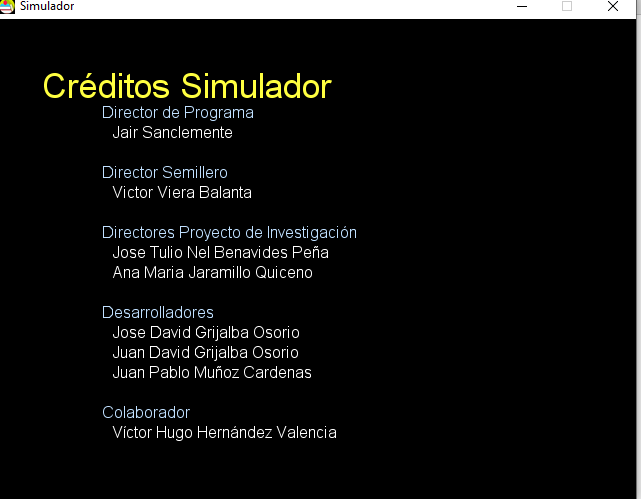 Simulador
Créditos Simulador
Director de Programa
Jair Sanclemente
Director Semillero
Victor Viera Balanta
Directores Proyecto de Investigación
Jose Tulio Nel Benavides Peña
Ana Maria Jaramillo Quiceno
Desarrolladores
Jose David Grijalba Osorio
Juan David Grijalba Osorio
Juan Pablo Muñoz Cardenas
Colaborador
Víctor Hugo Hernández Valencia